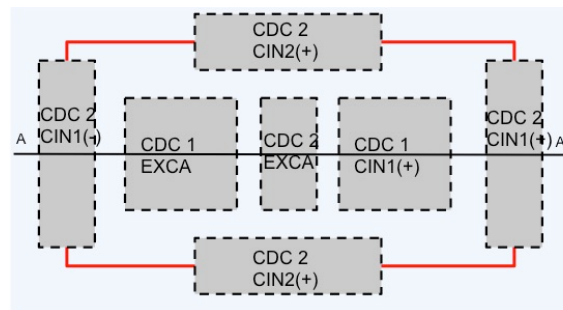 CDC 2
CIN2(+)
CDC 2
CIN1(-)
CDC 1
EXCA
CDC 2
EXCA
CDC 1
CIN1(+)
CDC 2
CIN1(+)
A
A
CDC 2
CIN2(+)